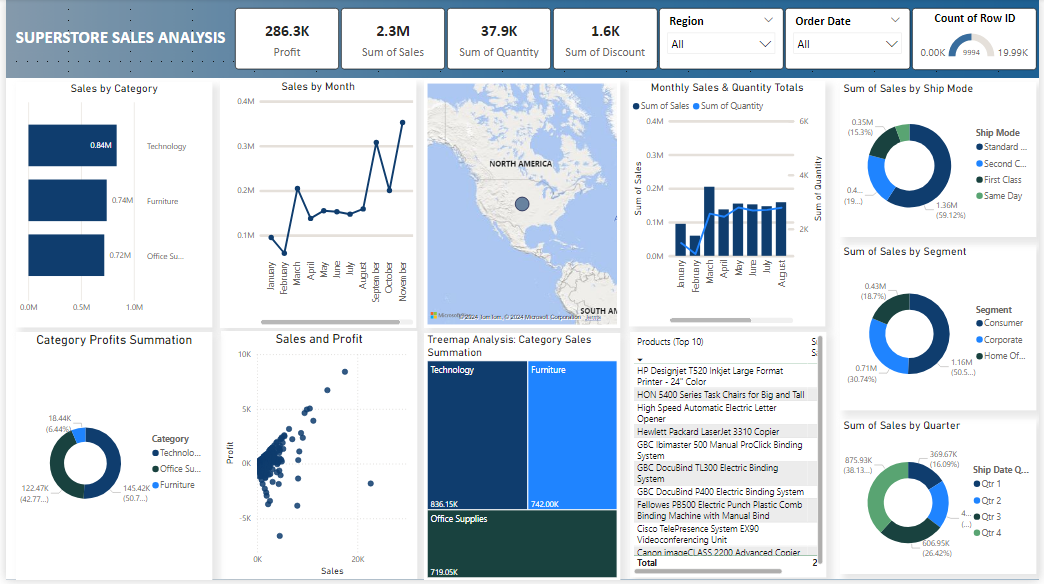 SUPERSTORE SALES ANALYSIS
286.3K
Profit
2.3M
Sum of Sales
37.9K
Sum of Quantity
1.6K
Sum of Discount
Region
All
Order Date
All
Count of Row ID
0.00K
9994
19.99K
Sales by Category
0.84M
Technology
0.74M
Furniture
0.72M
Office Su...
0.0M
0.5M
1.0M
Sales by Month
0.4M
0.3M
0.2M
0.1M
January
February
March
April
May
June
July
August
September
October
November
NORTH AMERICA
SOUTH AM
© 2024 TomTom, © 2024 Microsoft Corporation Terms
Monthly Sales & Quantity Totals
Sum of Sales
Sum of Quantity
0.4M
0.3M
0.2M
0.1M
0.0M
Sum of Sales
6K
4K
2K
Sum of Quantity
January
February
March
April
May
June
July
August
Sum of Sales by Ship Mode
0.35M
(15.3%)
0.4...
(19...)
1.36M
(59.12%)
Ship Mode
Standard ...
Second C...
First Class
Same Day
Sum of Sales by Segment
0.43M
(18.7%)
0.71M
(30.74%)
1.16M
(50.5...)
Segment
Consumer
Corporate
Home Of...
Category Profits Summation
18.44K
(6.44%)
122.47K
(42.77...)
145.42K
(50.7...)
Category
Technolo...
Office Su...
Furniture
Sales and Profit
10K
5K
0K
-5K
Profit
0K
20K
Sales
Treemap Analysis: Category Sales
Summation
Technology
836.15K
Furniture
742.00K
Office Supplies
719.05K
Products (Top 10)
HP Designjet T520 Inkjet Large Format
Printer - 24" Color
HON 5400 Series Task Chairs for Big and Tall
High Speed Automatic Electric Letter
Opener
Hewlett Packard LaserJet 3310 Copier
GBC Ibimaster 500 Manual ProClick Binding
System
GBC DocuBind TL300 Electric Binding
System
GBC DocuBind P400 Electric Binding System
Fellowes PB500 Electric Punch Plastic Comb
Binding Machine with Manual Bind
Cisco TelePresence System EX90
Videoconferencing Unit
Canon imageCLASS 2200 Advanced Copier
Total
2
Sum of Sales by Quarter
875.93K
(38.13...)
369.67K
(16.09%)
4...
(...)
606.95K
(26.42%)
Ship Date Q...
Qtr 1
Qtr 2
Qtr 3
Qtr 4